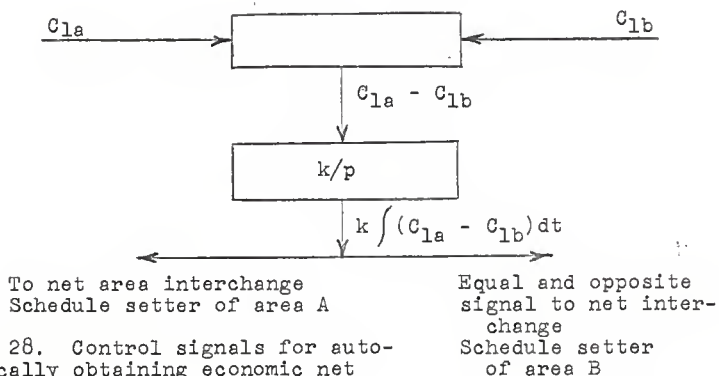 C1a
C1b
C1a - C1b
k/p
k ∫(C1a - C1b)dt
To net area interchange
Schedule setter of area A
Equal and opposite
signal to net inter-
change
Schedule setter
of area B
28. Control signals for auto-
cally obtaining economic net